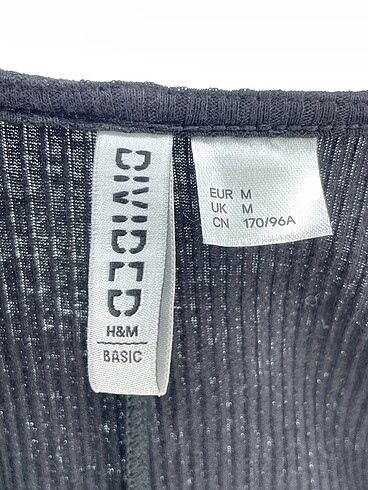 DIVIDED
H&M
BASIC
EUR M
UK M
CN 170/96A